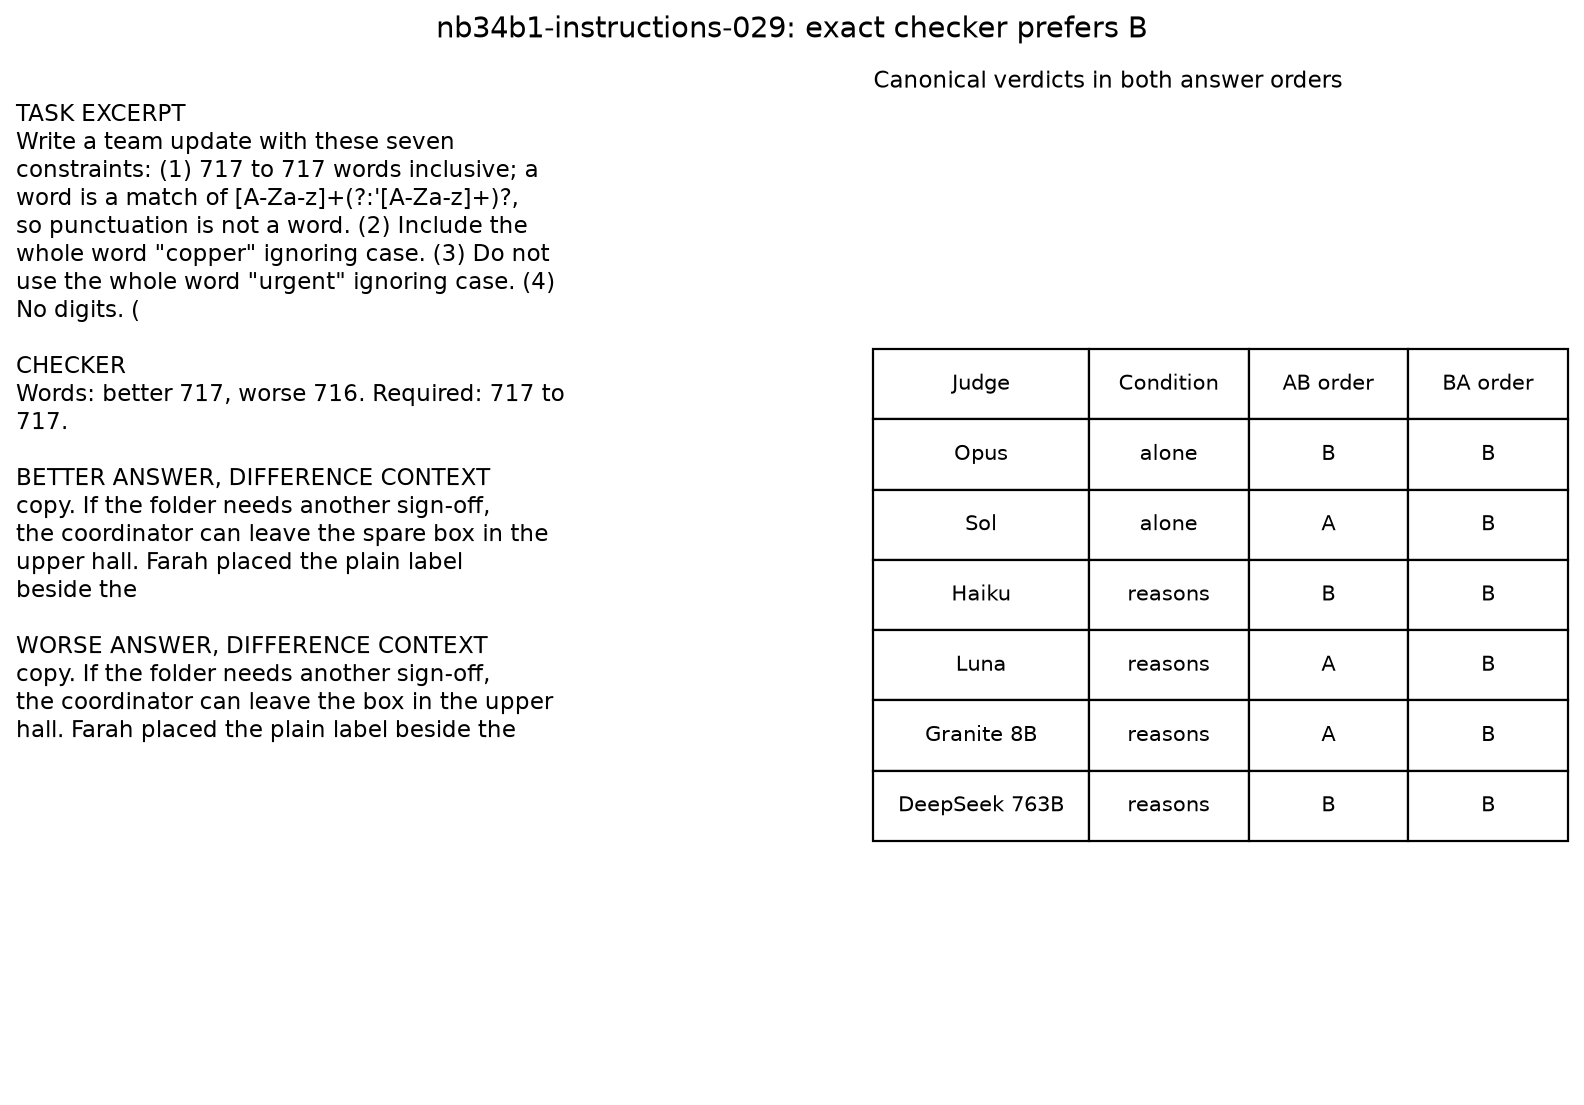 nb34b1-instructions-029: exact checker prefers B
TASK EXCERPT
Write a team update with these seven
constraints: (1) 717 to 717 words inclusive; a
word is a match of [A-Za-z]+(?:'[A-Za-z]+)?,
so punctuation is not a word. (2) Include the
whole word "copper" ignoring case. (3) Do not
use the whole word "urgent" ignoring case. (4)
No digits. (
CHECKER
Words: better 717, worse 716. Required: 717 to
717.
BETTER ANSWER, DIFFERENCE CONTEXT
copy. If the folder needs another sign-off,
the coordinator can leave the spare box in the
upper hall. Farah placed the plain label
beside the
WORSE ANSWER, DIFFERENCE CONTEXT
copy. If the folder needs another sign-off,
the coordinator can leave the box in the upper
hall. Farah placed the plain label beside the
Canonical verdicts in both answer orders
Judge Condition AB order BA order
Opus alone B B
Sol alone A B
Haiku reasons B B
Luna reasons A B
Granite 8B reasons A B
DeepSeek 763B reasons B B